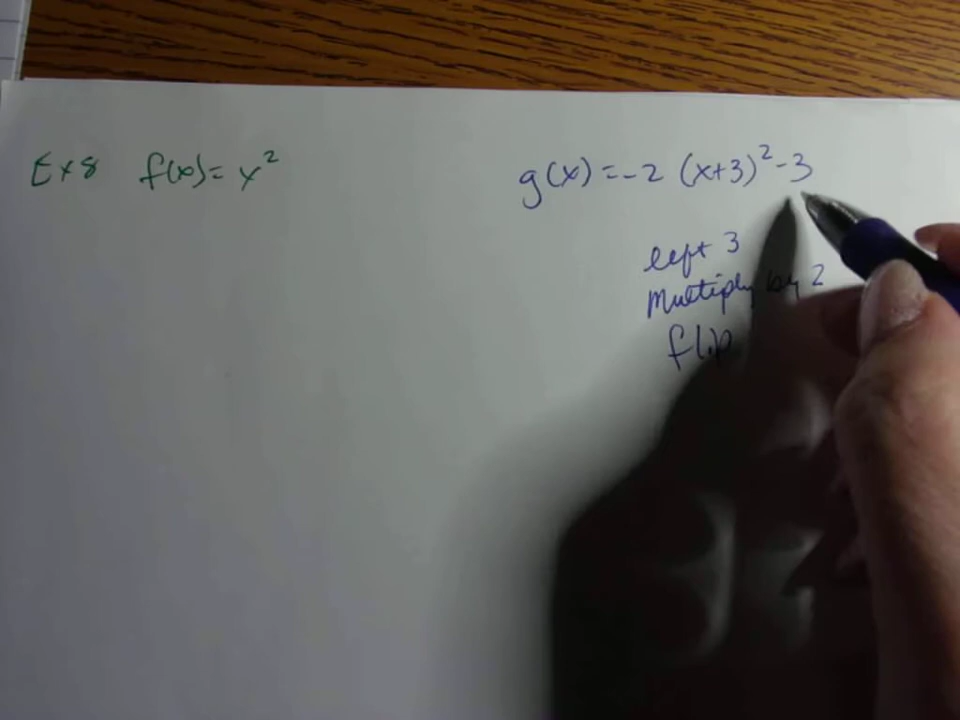 Ex 8 f(x) = x² g(x) = -2 (x+3)² - 3
left 3
Multiply by 2
flip